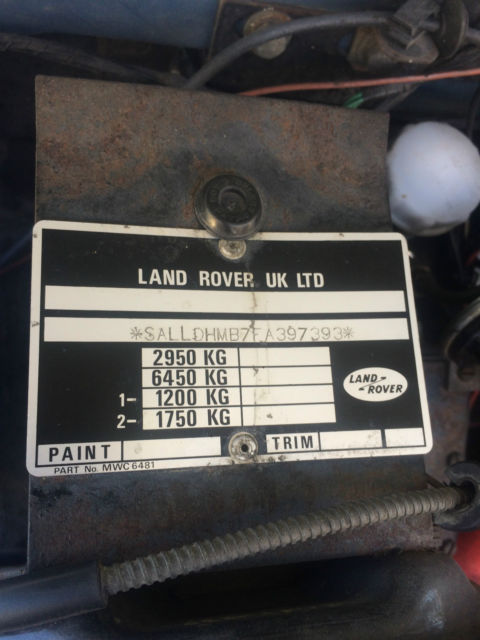 LAND ROVER UK LTD
*SALLDHMB7FA397393*
2950 KG
6450 KG
1- 1200 KG
2- 1750 KG
LAND ROVER
PAINT TRIM
PART No. MWC 6481